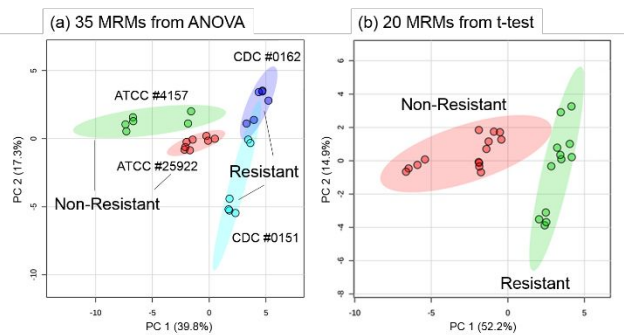 (a) 35 MRMs from ANOVA
CDC #0162
ATCC #4157
ATCC #25922
Resistant
Non-Resistant
CDC #0151
5
0
-5
-10
PC 2 (17.3%)
-10
-5
0
5
PC 1 (39.8%)
(b) 20 MRMs from t-test
Non-Resistant
Resistant
6
4
2
0
-2
-4
-6
-8
PC 2 (14.9%)
-10
-5
0
5
PC 1 (52.2%)